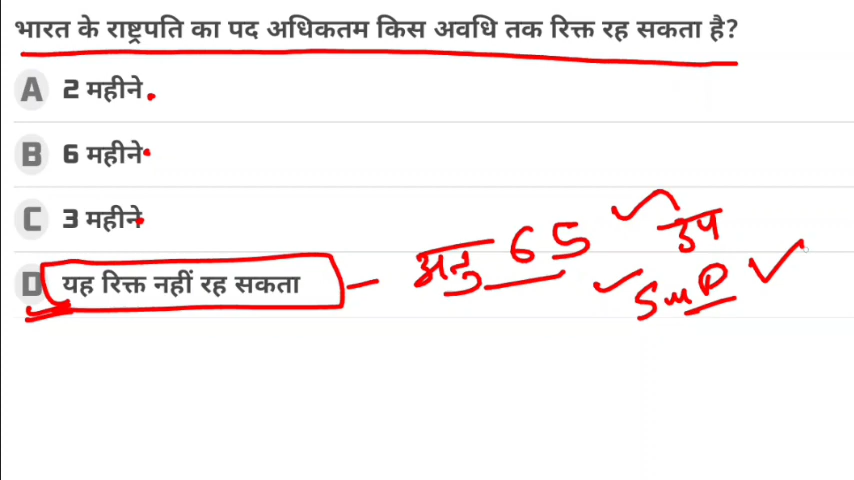 भारत के राष्ट्रपति का पद अधिकतम किस अवधि तक रिक्त रह सकता है?
A 2 महीने
B 6 महीने
C 3 महीने
D यह रिक्त नहीं रह सकता
अनु 65
उप